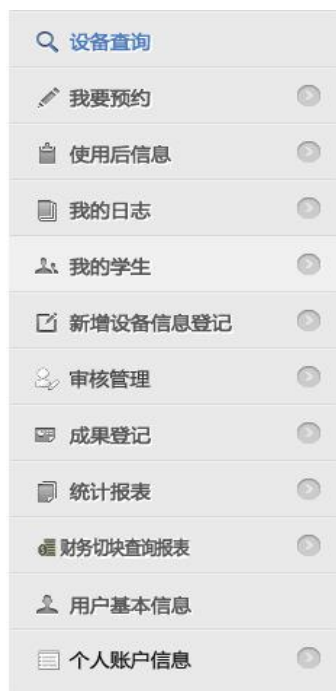 设备查询
我要预约
使用后信息
我的日志
我的学生
新增设备信息登记
审核管理
成果登记
统计报表
财务切块查询报表
用户基本信息
个人账户信息